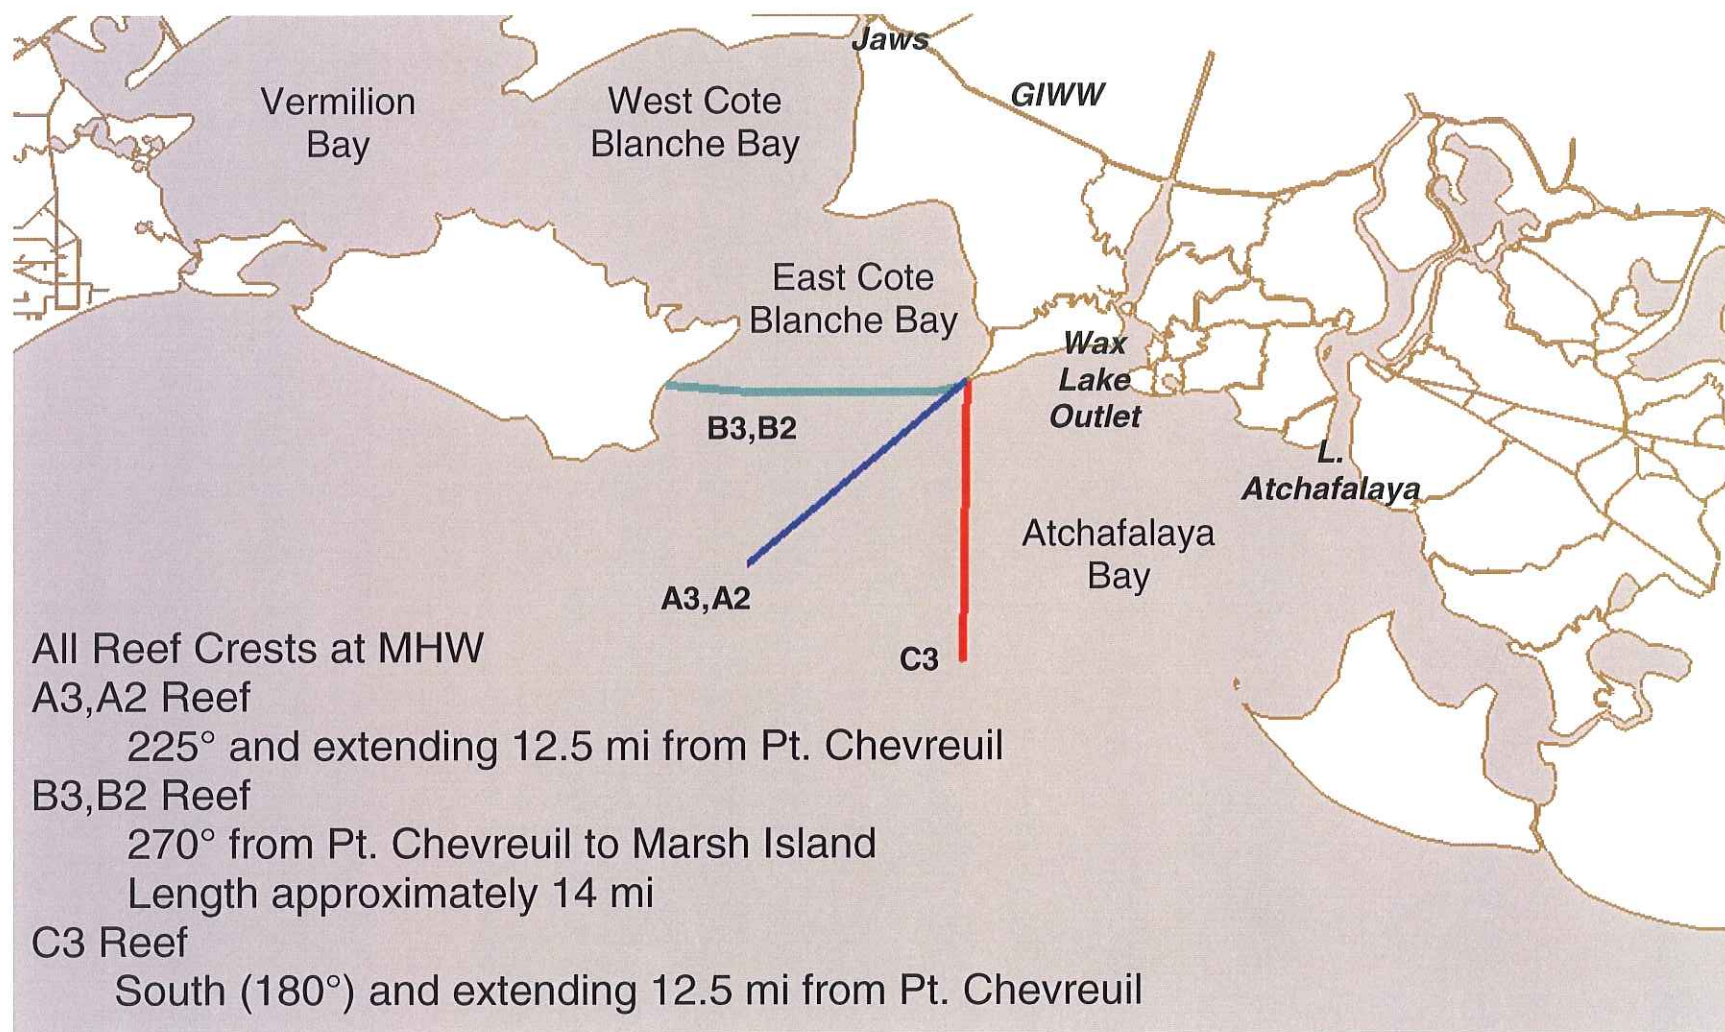 Jaws
GIWW
Vermilion
Bay
West Cote
Blanche Bay
East Cote
Blanche Bay
Wax
Lake
Outlet
B3,B2
L.
Atchafalaya
Atchafalaya
Bay
A3,A2
C3
All Reef Crests at MHW
A3,A2 Reef
225° and extending 12.5 mi from Pt. Chevreuil
B3,B2 Reef
270° from Pt. Chevreuil to Marsh Island
Length approximately 14 mi
C3 Reef
South (180°) and extending 12.5 mi from Pt. Chevreuil